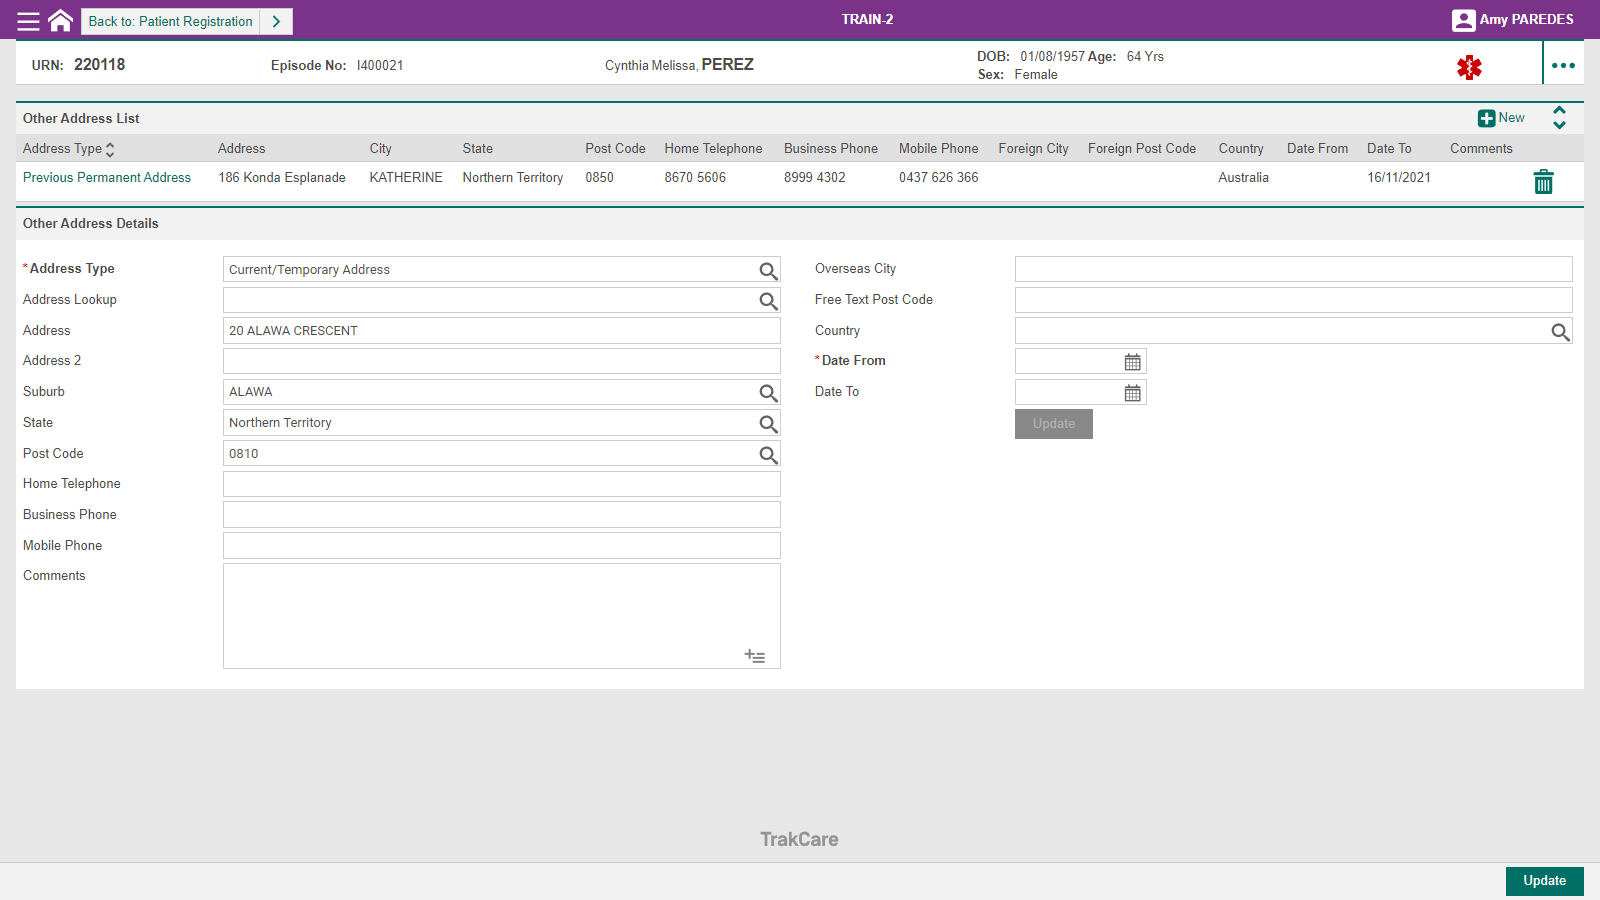 Back to: Patient Registration
TRAIN-2
Amy PAREDES
URN: 220118
Episode No: I400021
Cynthia Melissa, PEREZ
DOB: 01/08/1957 Age: 64 Yrs
Sex: Female
Other Address List
New
Address Type Address City State Post Code Home Telephone Business Phone Mobile Phone Foreign City Foreign Post Code Country Date From Date To Comments
Previous Permanent Address 186 Konda Esplanade KATHERINE Northern Territory 0850 8670 5606 8999 4302 0437 626 366 Australia 16/11/2021
Other Address Details
*Address Type Current/Temporary Address
Address Lookup
Address 20 ALAWA CRESCENT
Address 2
Suburb ALAWA
State Northern Territory
Post Code 0810
Home Telephone
Business Phone
Mobile Phone
Comments
Overseas City
Free Text Post Code
Country
*Date From
Date To
Update
TrakCare
Update